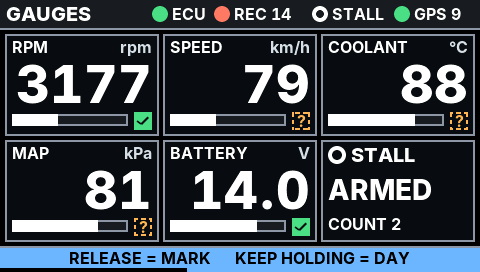 GAUGES ECU REC 14 STALL GPS 9
RPM rpm
3177
SPEED km/h
79
?
COOLANT °C
88
?
MAP kPa
81
?
BATTERY V
14.0
STALL
ARMED
COUNT 2
RELEASE = MARK KEEP HOLDING = DAY